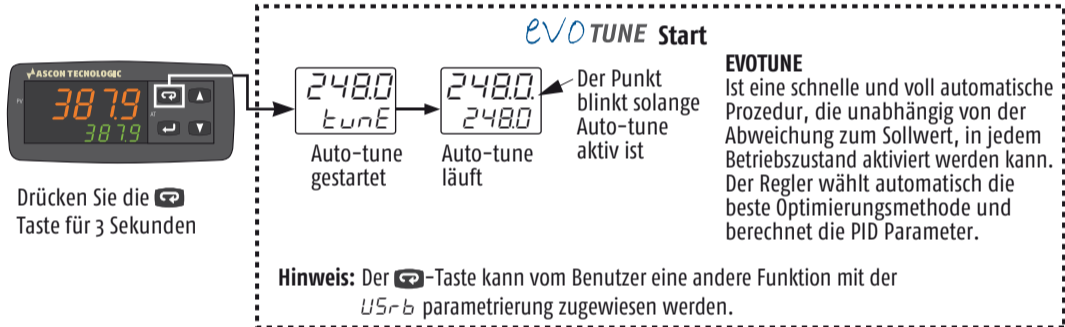 evo TUNE Start
ASCON TECNOLOGIC
PV
387.9
387.9
AT
Drücken Sie die
Taste für 3 Sekunden
248.0
tunE
Auto-tune
gestartet
248.0.
248.0
Auto-tune
läuft
Der Punkt
blinkt solange
Auto-tune
aktiv ist
EVOTUNE
Ist eine schnelle und voll automatische
Prozedur, die unabhängig von der
Abweichung zum Sollwert, in jedem
Betriebszustand aktiviert werden kann.
Der Regler wählt automatisch die
beste Optimierungsmethode und
berechnet die PID Parameter.
Hinweis: Der -Taste kann vom Benutzer eine andere Funktion mit der
USrb parametrierung zugewiesen werden.